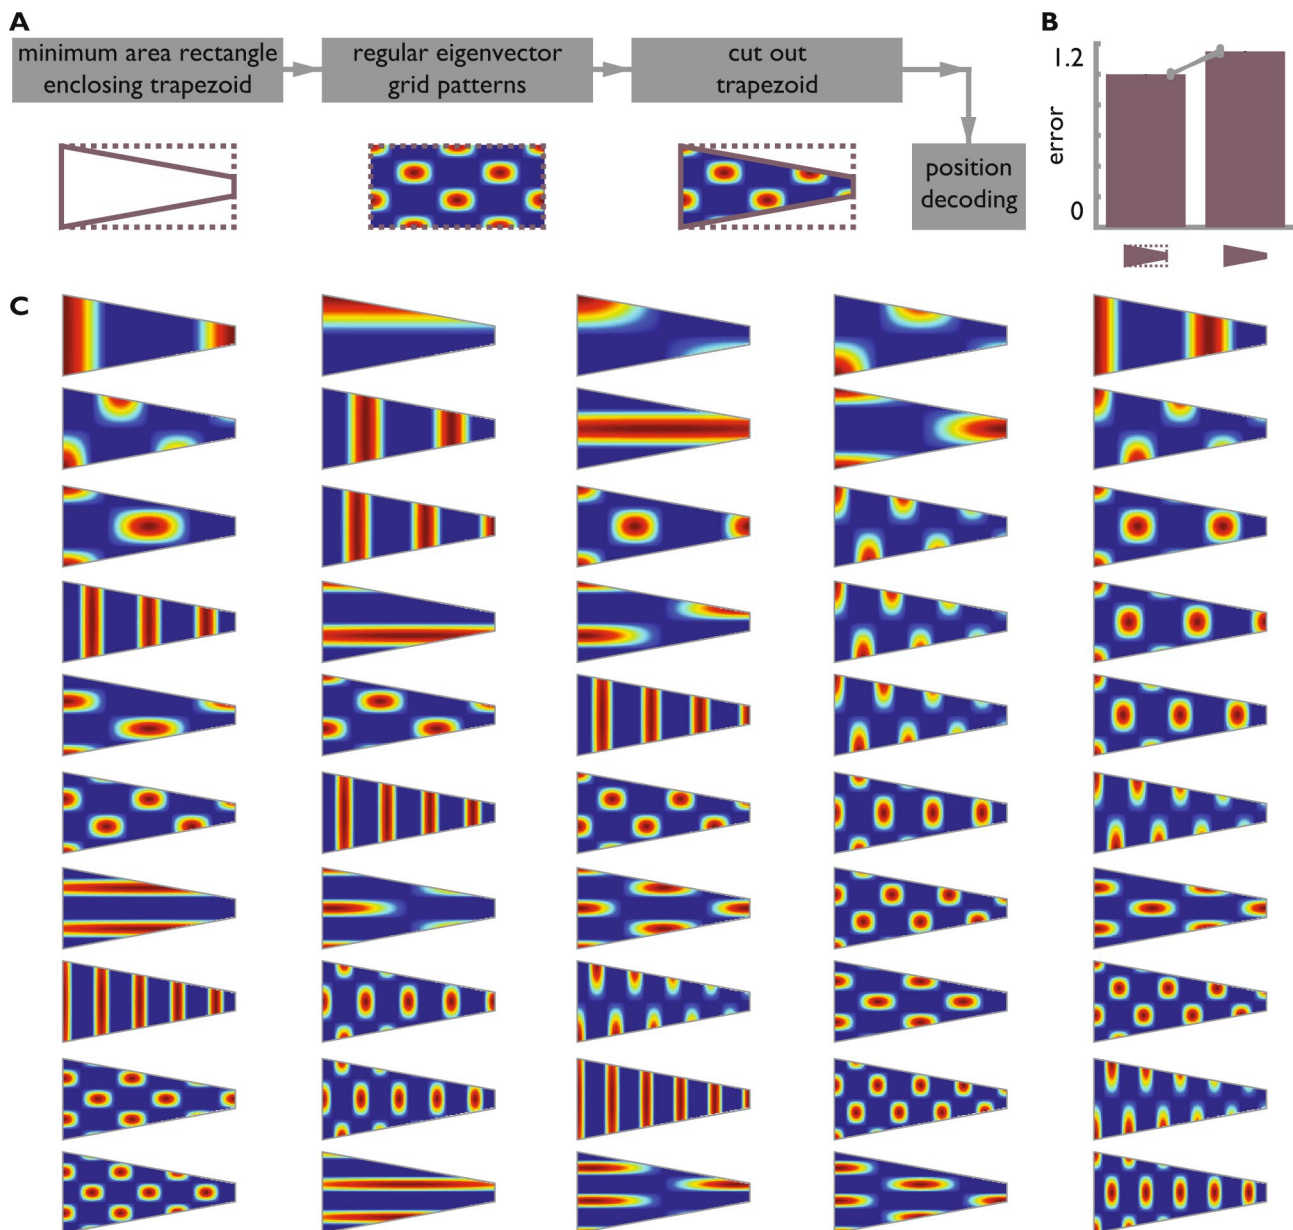 A
minimum area rectangle
enclosing trapezoid
regular eigenvector
grid patterns
cut out
trapezoid
position
decoding
B
1.2
error
0
C